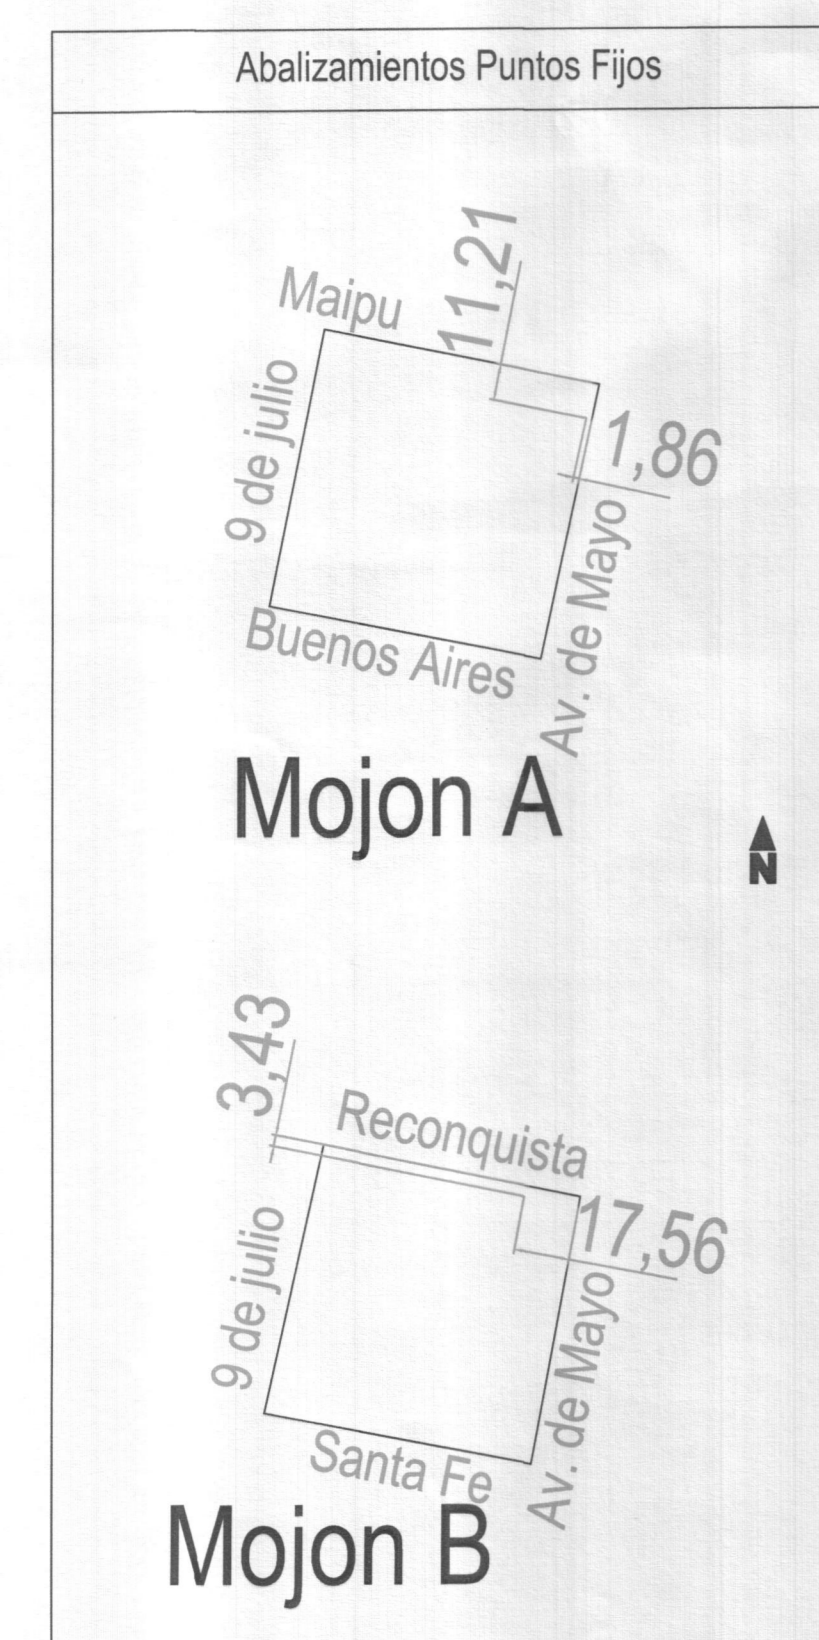 Abalizamientos Puntos Fijos
11,21
Maipu
9 de julio
1,86
Av. de Mayo
Buenos Aires
Mojon A
N
3,43
Reconquista
17,56
9 de julio
Av. de Mayo
Santa Fe
Mojon B